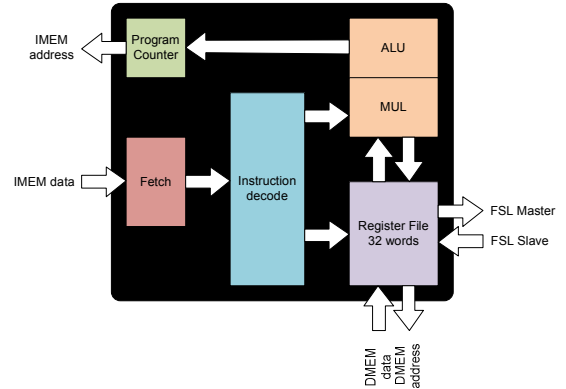 IMEM
address
Program
Counter
ALU
MUL
IMEM data
Fetch
Instruction
decode
Register File
32 words
FSL Master
FSL Slave
DMEM
data
DMEM
address